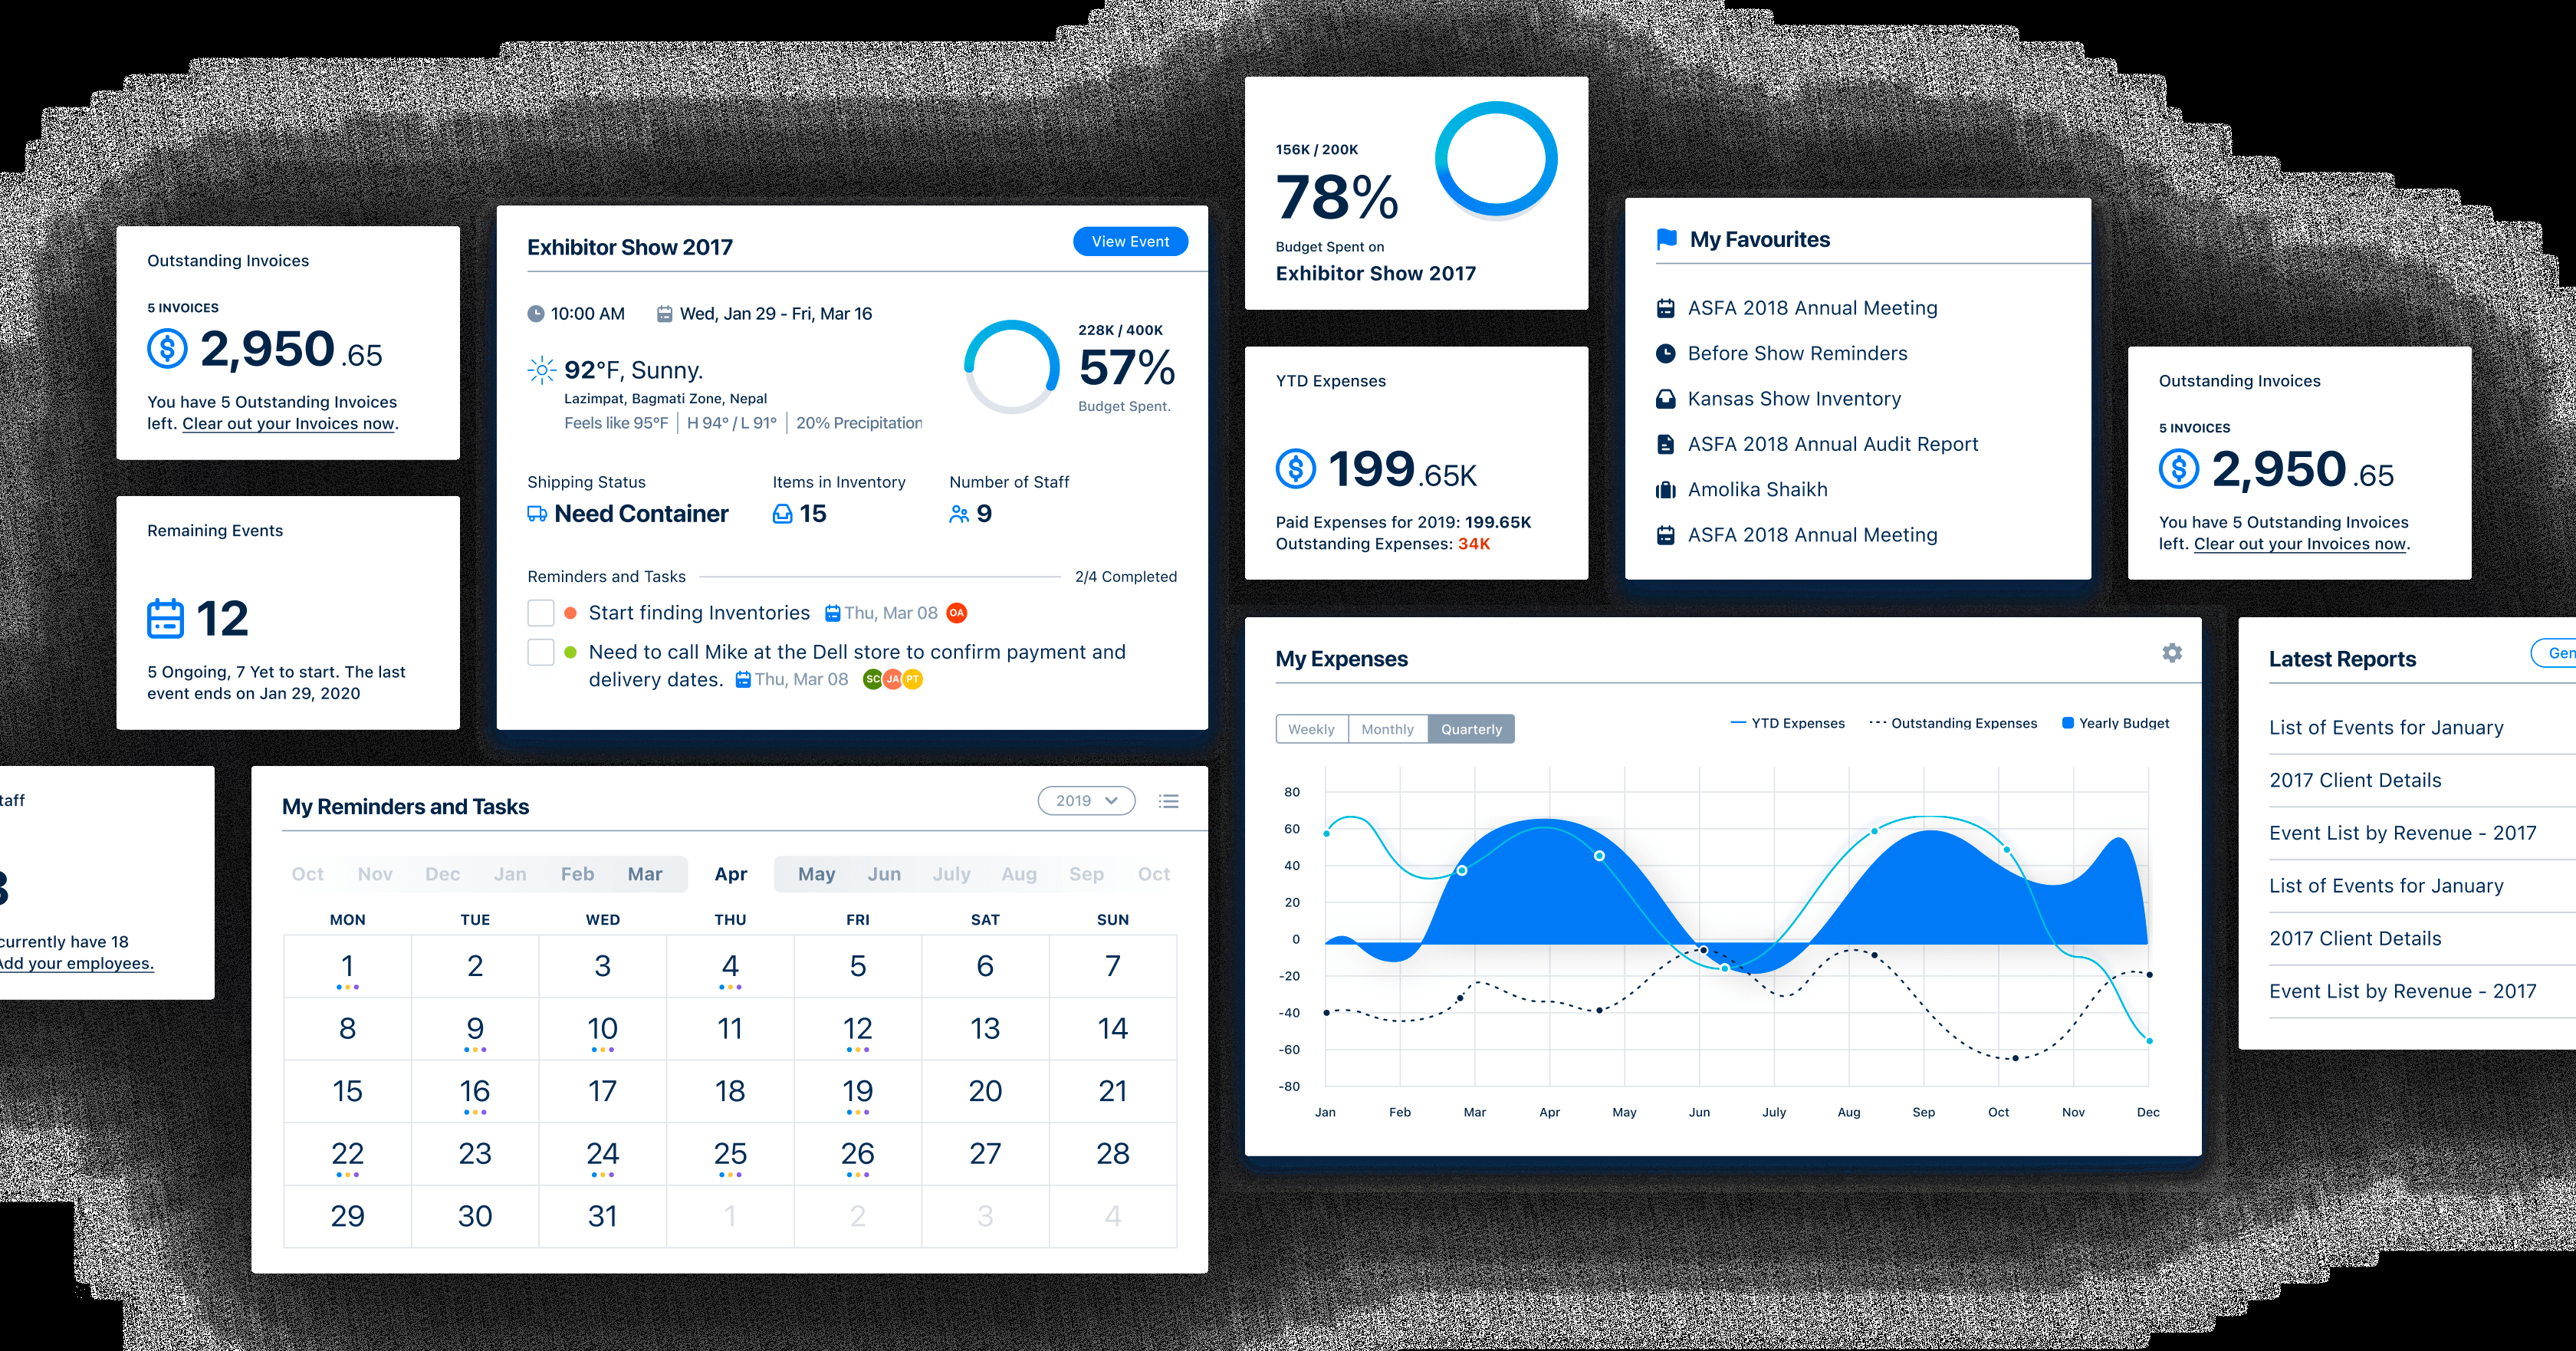 Outstanding Invoices
5 INVOICES
2,950.65
You have 5 Outstanding Invoices
left. Clear out your Invoices now.
Remaining Events
12
5 Ongoing, 7 Yet to start. The last
event ends on Jan 29, 2020
currently have 18
Add your employees.
Exhibitor Show 2017
View Event
10:00 AM
Wed, Jan 29 - Fri, Mar 16
92°F, Sunny.
Lazimpat, Bagmati Zone, Nepal
Feels like 95°F
H 94° / L 91°
20% Precipitation
228K / 400K
57%
Budget Spent.
Shipping Status
Need Container
Items in Inventory
15
Number of Staff
9
Reminders and Tasks
2/4 Completed
Start finding Inventories Thu, Mar 08 OA
Need to call Mike at the Dell store to confirm payment and
delivery dates. Thu, Mar 08 SC JA PT
My Reminders and Tasks
2019
Oct Nov Dec Jan Feb Mar Apr May Jun July Aug Sep Oct
MON TUE WED THU FRI SAT SUN
1 2 3 4 5 6 7
8 9 10 11 12 13 14
15 16 17 18 19 20 21
22 23 24 25 26 27 28
29 30 31 1 2 3 4
156K / 200K
78%
Budget Spent on
Exhibitor Show 2017
YTD Expenses
199.65K
Paid Expenses for 2019: 199.65K
Outstanding Expenses: 34K
My Favourites
ASFA 2018 Annual Meeting
Before Show Reminders
Kansas Show Inventory
ASFA 2018 Annual Audit Report
Amolika Shaikh
ASFA 2018 Annual Meeting
Outstanding Invoices
5 INVOICES
2,950.65
You have 5 Outstanding Invoices
left. Clear out your Invoices now.
My Expenses
Weekly Monthly Quarterly
YTD Expenses Outstanding Expenses Yearly Budget
80
60
40
20
0
-20
-40
-60
-80
Jan Feb Mar Apr May Jun July Aug Sep Oct Nov Dec
Latest Reports
List of Events for January
2017 Client Details
Event List by Revenue - 2017
List of Events for January
2017 Client Details
Event List by Revenue - 2017